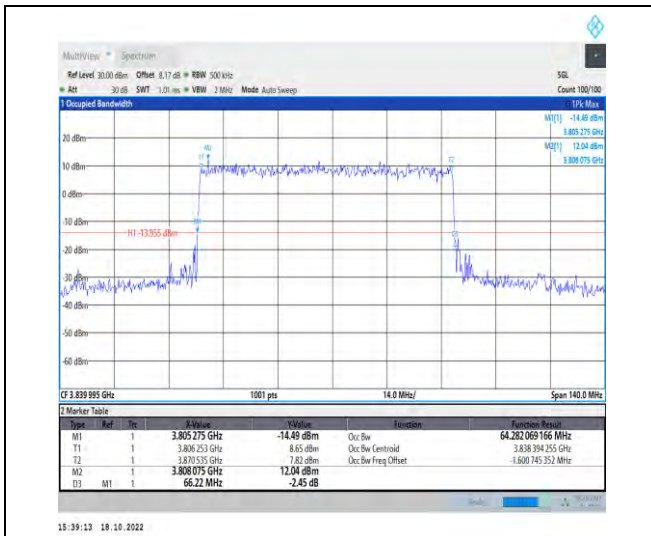 MultiView Spectrum
Ref Level 30.00 dBm Offset 8.17 dB RBW 500 kHz SGL
Att 30 dB SWT 1.01 ms VBW 2 MHz Mode Auto Sweep Count 100/100
1 Occupied Bandwidth 1Pk Max
M1[1] -14.49 dBm
3.805 275 GHz
20 dBm
M2[1] 12.04 dBm
3.808 075 GHz
M2
T1 T2
10 dBm
0 dBm
-10 dBm
M1
H1 -13.955 dBm
D3
-20 dBm
-30 dBm
-40 dBm
-50 dBm
-60 dBm
CF 3.839 995 GHz 1001 pts 14.0 MHz/ Span 140.0 MHz
2 Marker Table
Type Ref Trc X-Value Y-Value Function Function Result
M1 1 3.805 275 GHz -14.49 dBm Occ Bw 64.282 069 166 MHz
T1 1 3.806 253 GHz 8.65 dBm Occ Bw Centroid 3.838 394 255 GHz
T2 1 3.870 535 GHz 7.82 dBm Occ Bw Freq Offset -1.600 745 352 MHz
M2 1 3.808 075 GHz 12.04 dBm
D3 M1 1 66.22 MHz -2.45 dB
15:39:13 18.10.2022